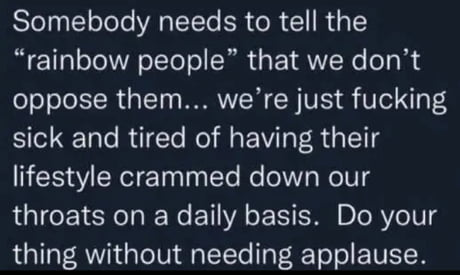 Somebody needs to tell the
“rainbow people” that we don’t
oppose them... we’re just fucking
sick and tired of having their
lifestyle crammed down our
throats on a daily basis.  Do your
thing without needing applause.